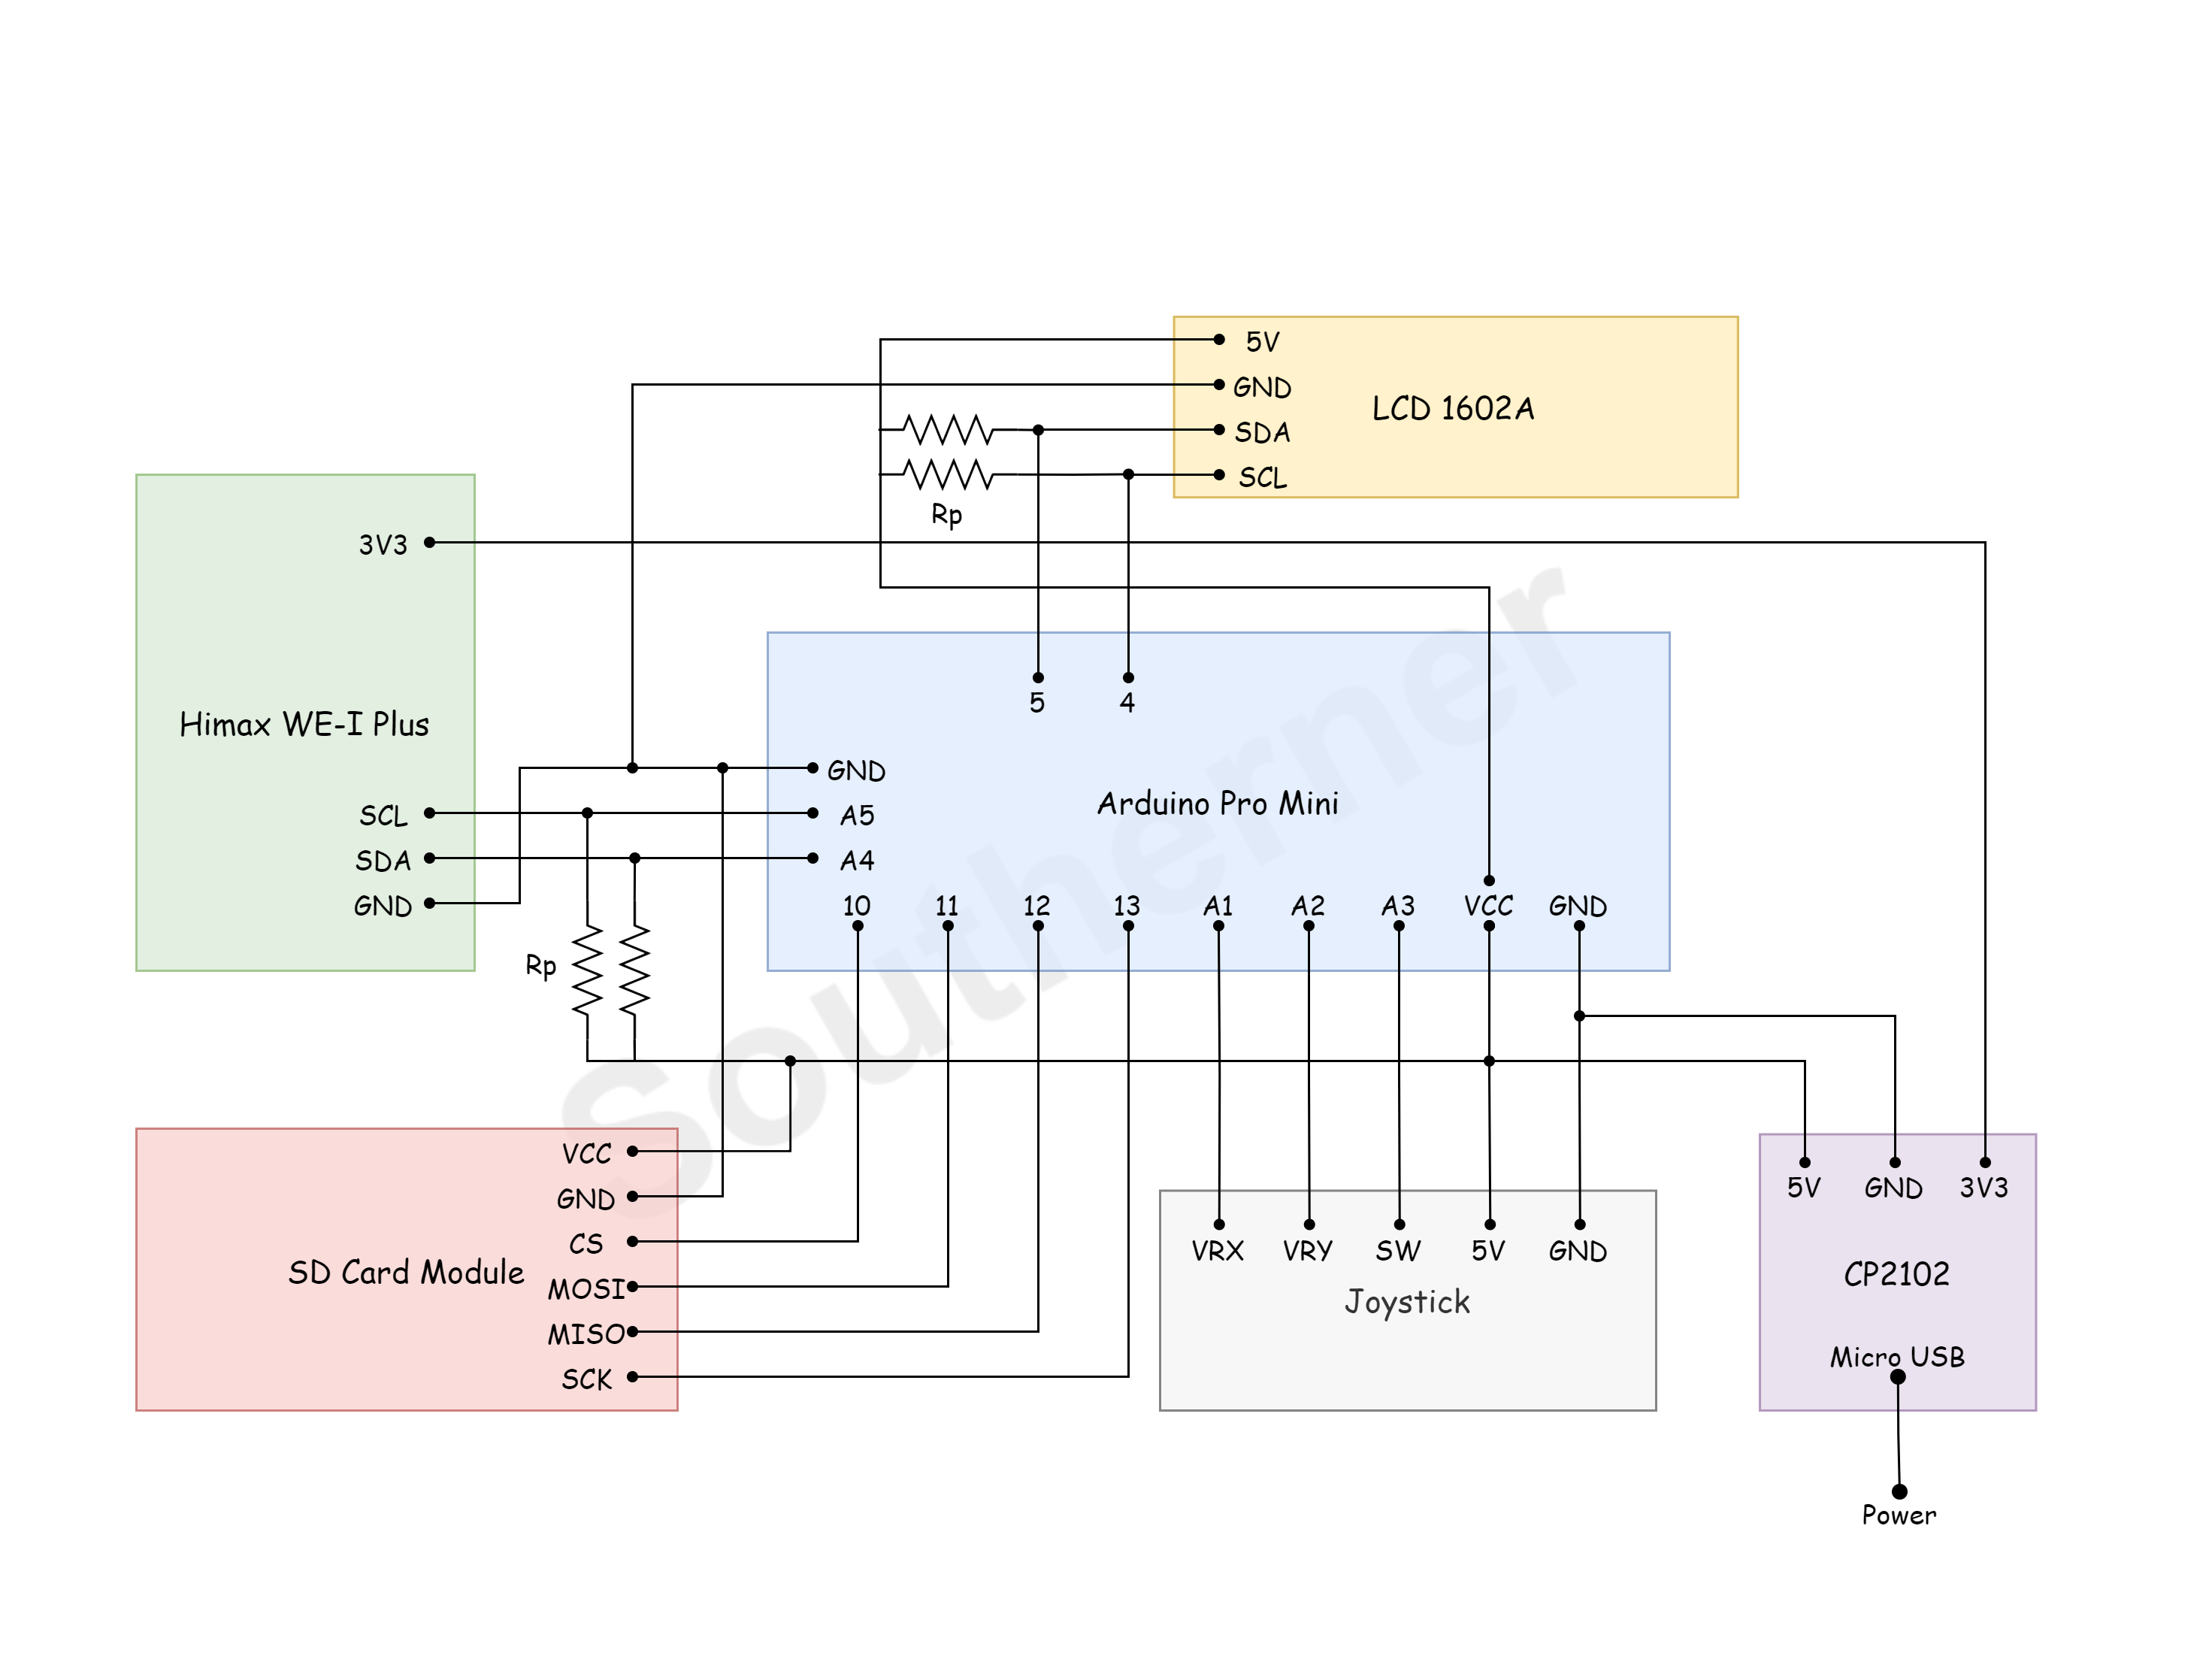 5V
GND
LCD 1602A
SDA
SCL
Rp
3V3
Himax WE-I Plus
5
4
GND
SCL
A5
Arduino Pro Mini
SDA
A4
GND
10
11
12
13
A1
A2
A3
VCC
GND
Rp
Southerner
VCC
GND
CS
SD Card Module
MOSI
MISO
SCK
VRX
VRY
SW
5V
GND
Joystick
5V
GND
3V3
CP2102
Micro USB
Power